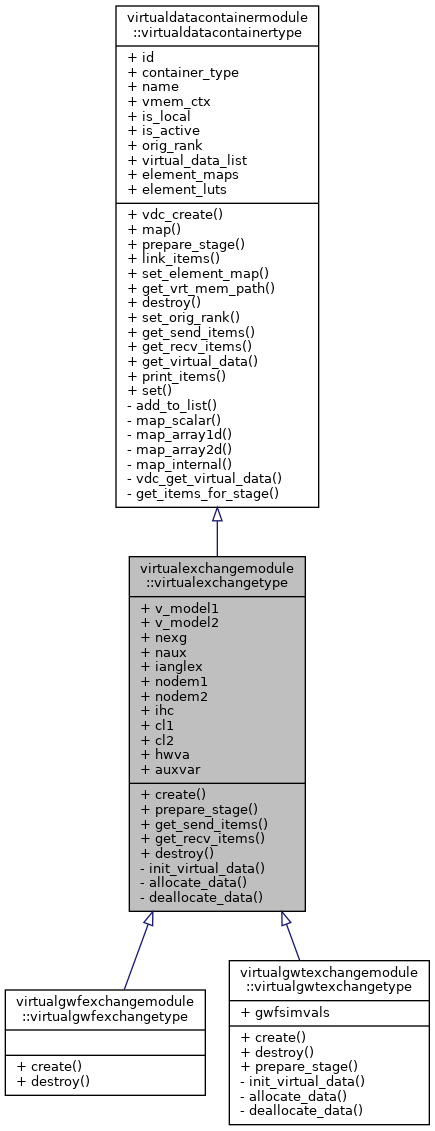 virtualdatacontainermodule
::virtualdatacontainertype
+ id
+ container_type
+ name
+ vmem_ctx
+ is_local
+ is_active
+ orig_rank
+ virtual_data_list
+ element_maps
+ element_luts
+ vdc_create()
+ map()
+ prepare_stage()
+ link_items()
+ set_element_map()
+ get_vrt_mem_path()
+ destroy()
+ set_orig_rank()
+ get_send_items()
+ get_recv_items()
+ get_virtual_data()
+ print_items()
+ set()
- add_to_list()
- map_scalar()
- map_array1d()
- map_array2d()
- map_internal()
- vdc_get_virtual_data()
- get_items_for_stage()
virtualexchangemodule
::virtualexchangetype
+ v_model1
+ v_model2
+ nexg
+ naux
+ ianglex
+ nodem1
+ nodem2
+ ihc
+ cl1
+ cl2
+ hwva
+ auxvar
+ create()
+ prepare_stage()
+ get_send_items()
+ get_recv_items()
+ destroy()
- init_virtual_data()
- allocate_data()
- deallocate_data()
virtualgwfexchangemodule
::virtualgwfexchangetype
+ create()
+ destroy()
virtualgwtexchangemodule
::virtualgwtexchangetype
+ gwfsimvals
+ create()
+ destroy()
+ prepare_stage()
- init_virtual_data()
- allocate_data()
- deallocate_data()